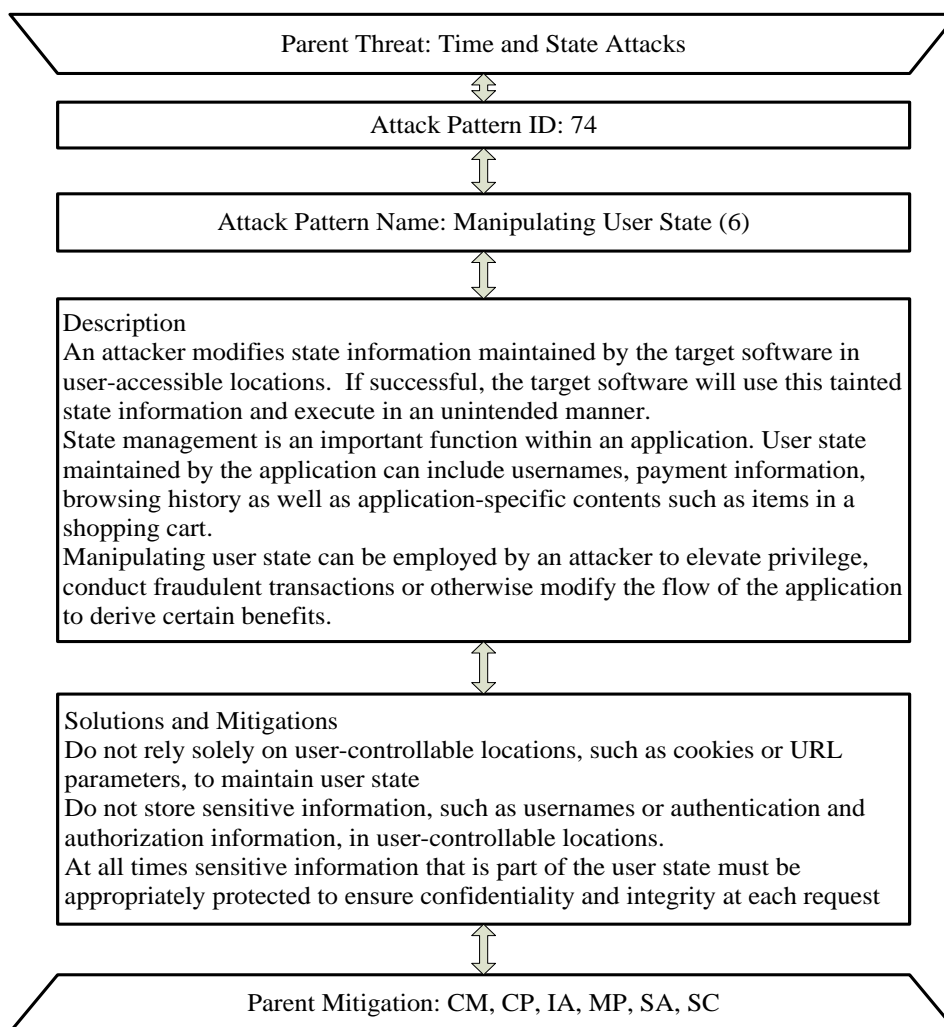 Parent Threat: Time and State Attacks
Attack Pattern ID: 74
Attack Pattern Name: Manipulating User State (6)
Description
An attacker modifies state information maintained by the target software in
user-accessible locations.  If successful, the target software will use this tainted
state information and execute in an unintended manner.
State management is an important function within an application. User state
maintained by the application can include usernames, payment information,
browsing history as well as application-specific contents such as items in a
shopping cart.
Manipulating user state can be employed by an attacker to elevate privilege,
conduct fraudulent transactions or otherwise modify the flow of the application
to derive certain benefits.
Solutions and Mitigations
Do not rely solely on user-controllable locations, such as cookies or URL
parameters, to maintain user state
Do not store sensitive information, such as usernames or authentication and
authorization information, in user-controllable locations.
At all times sensitive information that is part of the user state must be
appropriately protected to ensure confidentiality and integrity at each request
Parent Mitigation: CM, CP, IA, MP, SA, SC